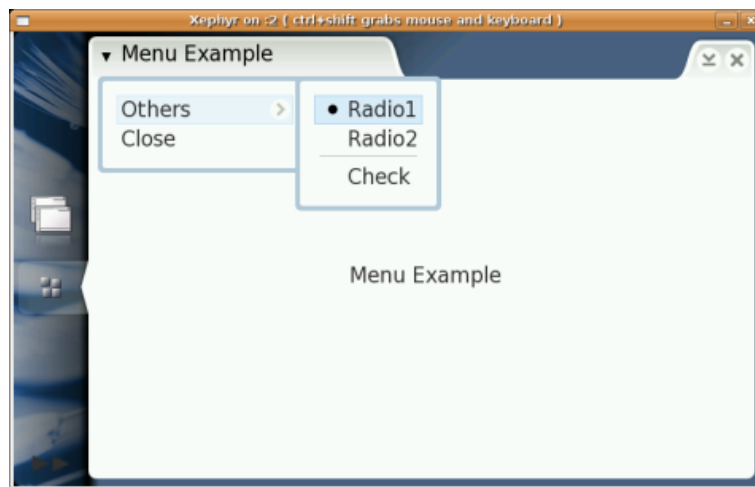 Xephyr on :2 ( ctrl+shift grabs mouse and keyboard )
Menu Example
Others
Close
Radio1
Radio2
Check
Menu Example